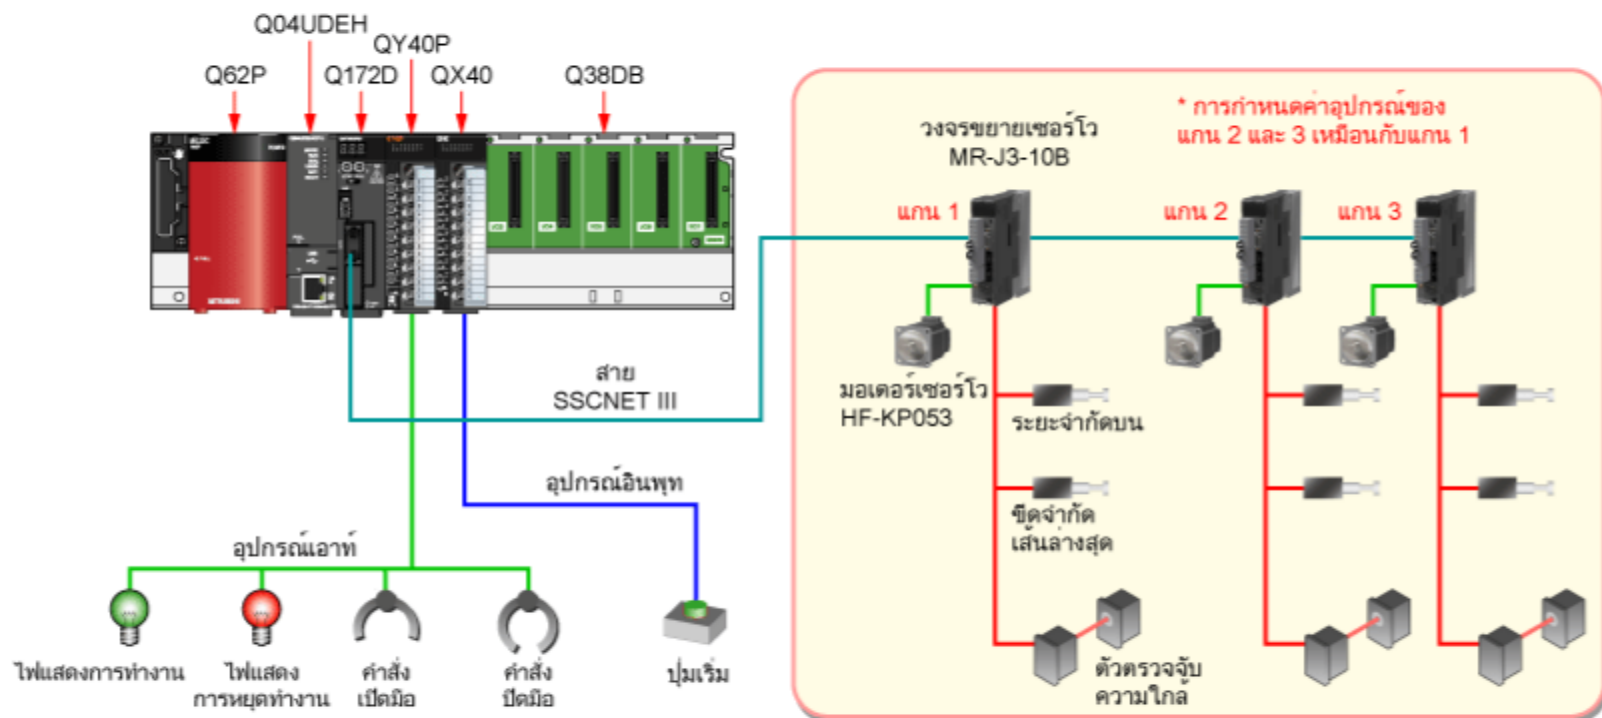 Q04UDEH
QY40P
Q62P
Q172D
QX40
Q38DB
* การกำหนดค่าอุปกรณ์ของ
แกน 2 และ 3 เหมือนกับแกน 1
วงจรขยายเซอร์โว
MR-J3-10B
แกน 1
แกน 2
แกน 3
สาย
SSCNET III
มอเตอร์เซอร์โว
HF-KP053
ระยะจำกัดบน
อุปกรณ์อินพุท
ขีดจำกัด
เส้นล่างสุด
อุปกรณ์เอาท์
ไฟแสดงการทำงาน
ไฟแสดง
การหยุดทำงาน
คำสั่ง
เปิดมือ
คำสั่ง
ปิดมือ
ปุ่มเริ่ม
ตัวตรวจจับ
ความใกล้